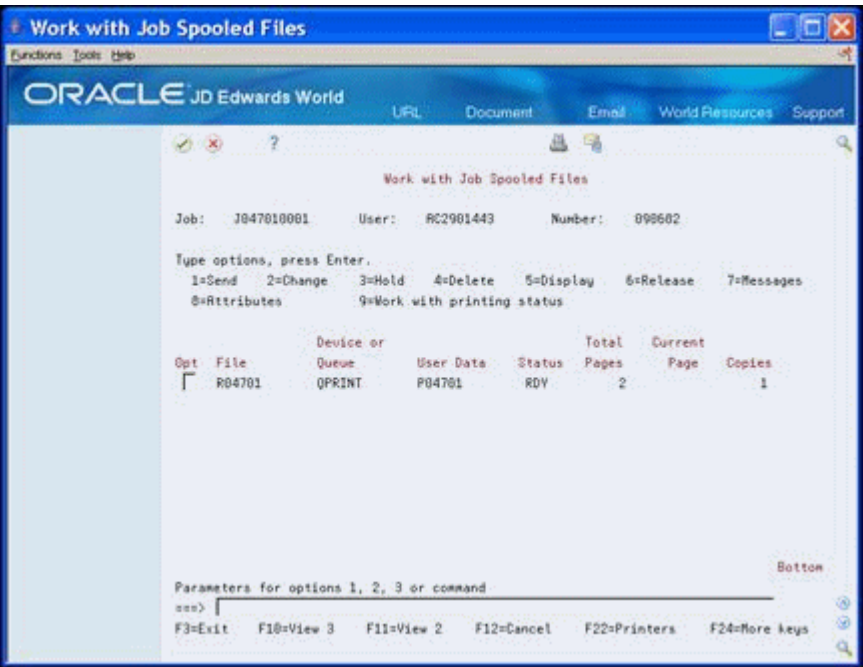 Work with Job Spooled Files
Functions Tools Help
ORACLE JD Edwards World
URL Document Email World Resources Support
?
Work with Job Spooled Files
Job: J047010001 User: RC2901443 Number: 098602
Type options, press Enter.
1=Send 2=Change 3=Hold 4=Delete 5=Display 6=Release 7=Messages
8=Attributes 9=Work with printing status
Device or Total Current
Opt File Queue User Data Status Pages Page Copies
R04701 QPRINT P04701 RDY 2 1
Bottom
Parameters for options 1, 2, 3 or command
===>
F3=Exit F10=View 3 F11=View 2 F12=Cancel F22=Printers F24=More keys